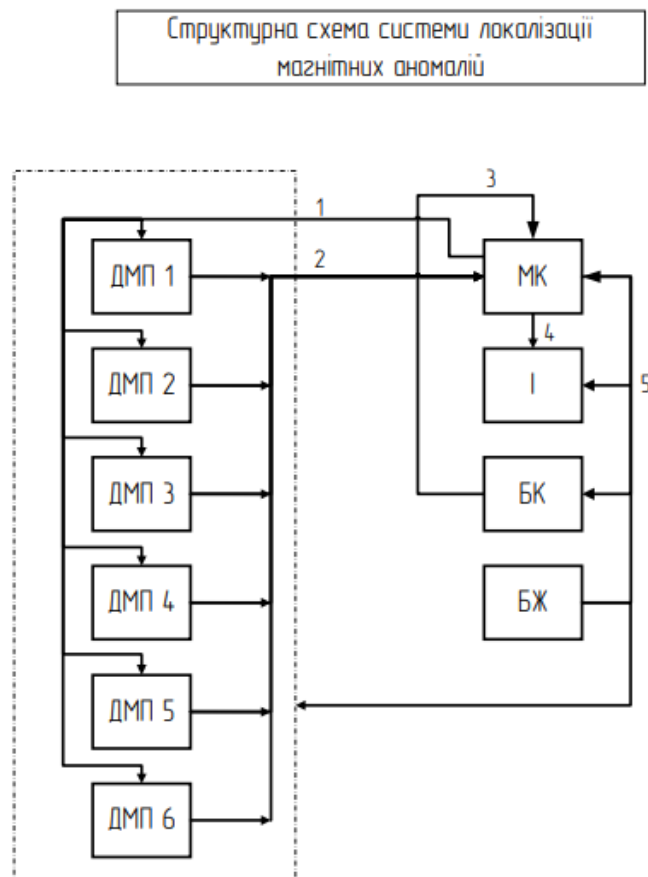 Структурна схема системи локалізації
магнітних аномалій
3
1
2
ДМП 1
МК
4
ДМП 2
І
5
ДМП 3
БК
ДМП 4
БЖ
ДМП 5
ДМП 6